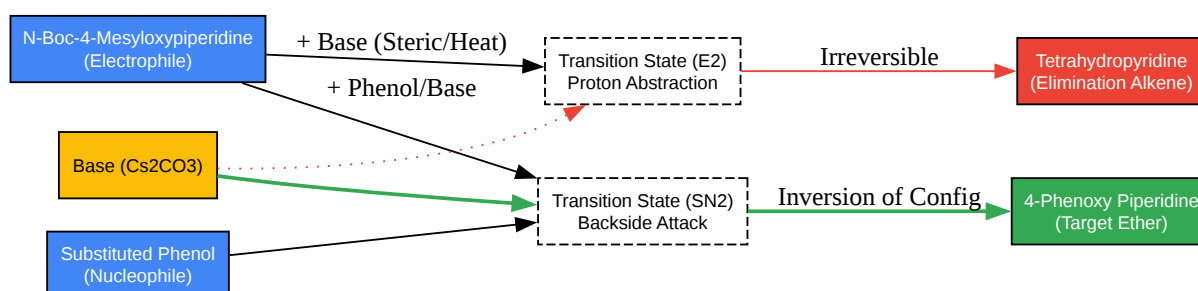 N-Boc-4-Mesyloxypiperidine
(Electrophile)
+ Base (Steric/Heat)
Transition State (E2)
Proton Abstraction
Irreversible
Tetrahydropyridine
(Elimination Alkene)
+ Phenol/Base
Base (Cs2CO3)
Transition State (SN2)
Backside Attack
Inversion of Config
4-Phenoxy Piperidine
(Target Ether)
Substituted Phenol
(Nucleophile)